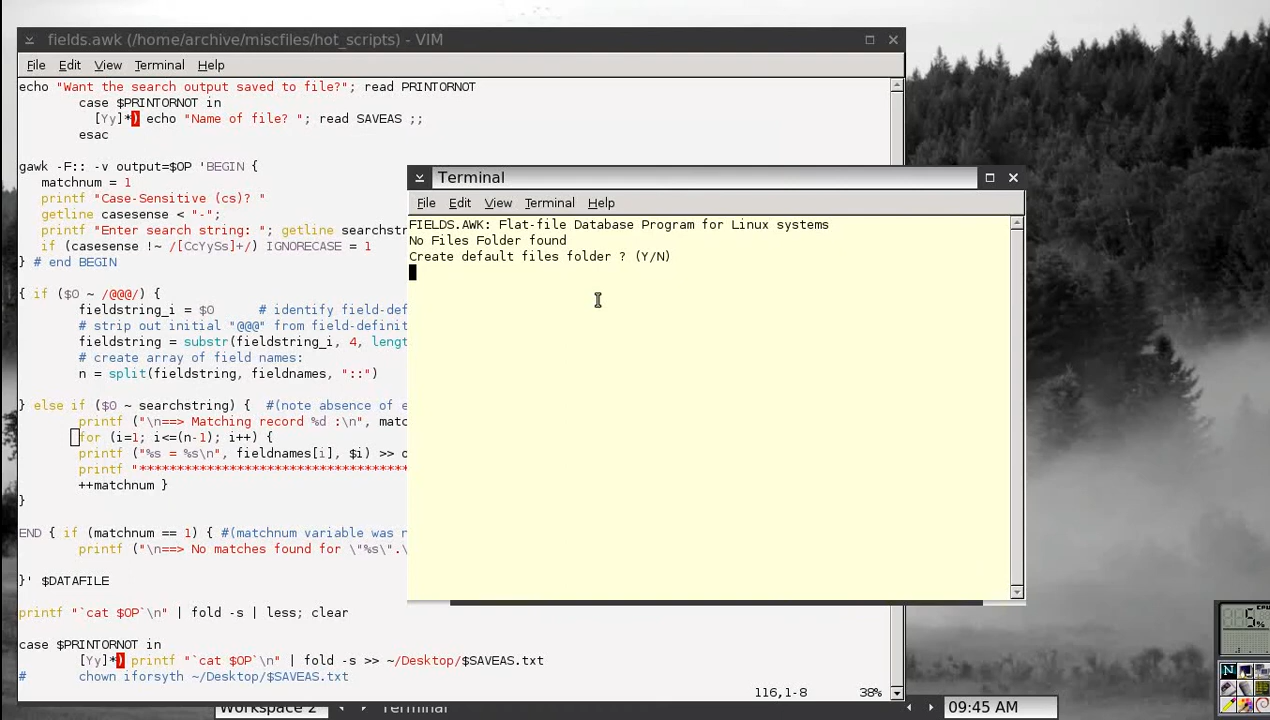 fields.awk (/home/archive/miscfiles/hot_scripts) - VIM
File Edit View Terminal Help
echo "Want the search output saved to file?"; read PRINTORNOT
case $PRINTORNOT in
[Yy]*) echo "Name of file? "; read SAVEAS ;;
esac
gawk -F:: -v output=$OP 'BEGIN {
matchnum = 1
printf "Case-Sensitive (cs)? "
getline casesense < "-";
printf "Enter search string: "; getline searchst
if (casesense !~ /[CcYySs]+/) IGNORECASE = 1
} # end BEGIN
{ if ($0 ~ /@@@/) {
fieldstring_i = $0 # identify field-def
# strip out initial "@@@" from field-definit
fieldstring = substr(fieldstring_i, 4, lengt
# create array of field names:
n = split(fieldstring, fieldnames, "::")
} else if ($0 ~ searchstring) { #(note absence of e
printf ("\n==> Matching record %d :\n", matc
for (i=1; i<=(n-1); i++) {
printf ("%s = %s\n", fieldnames[i], $i) >> o
printf "************************************
++matchnum }
}
END { if (matchnum == 1) { #(matchnum variable was n
printf ("\n==> No matches found for \"%s\".\
}' $DATAFILE
printf "`cat $OP`\n" | fold -s | less; clear
case $PRINTORNOT in
[Yy]*) printf "`cat $OP`\n" | fold -s >> ~/Desktop/$SAVEAS.txt
# chown iforsyth ~/Desktop/$SAVEAS.txt
116,1-8 38%
Terminal
File Edit View Terminal Help
FIELDS.AWK: Flat-file Database Program for Linux systems
No Files Folder found
Create default files folder ? (Y/N)
Workspace 2 Terminal 09:45 AM